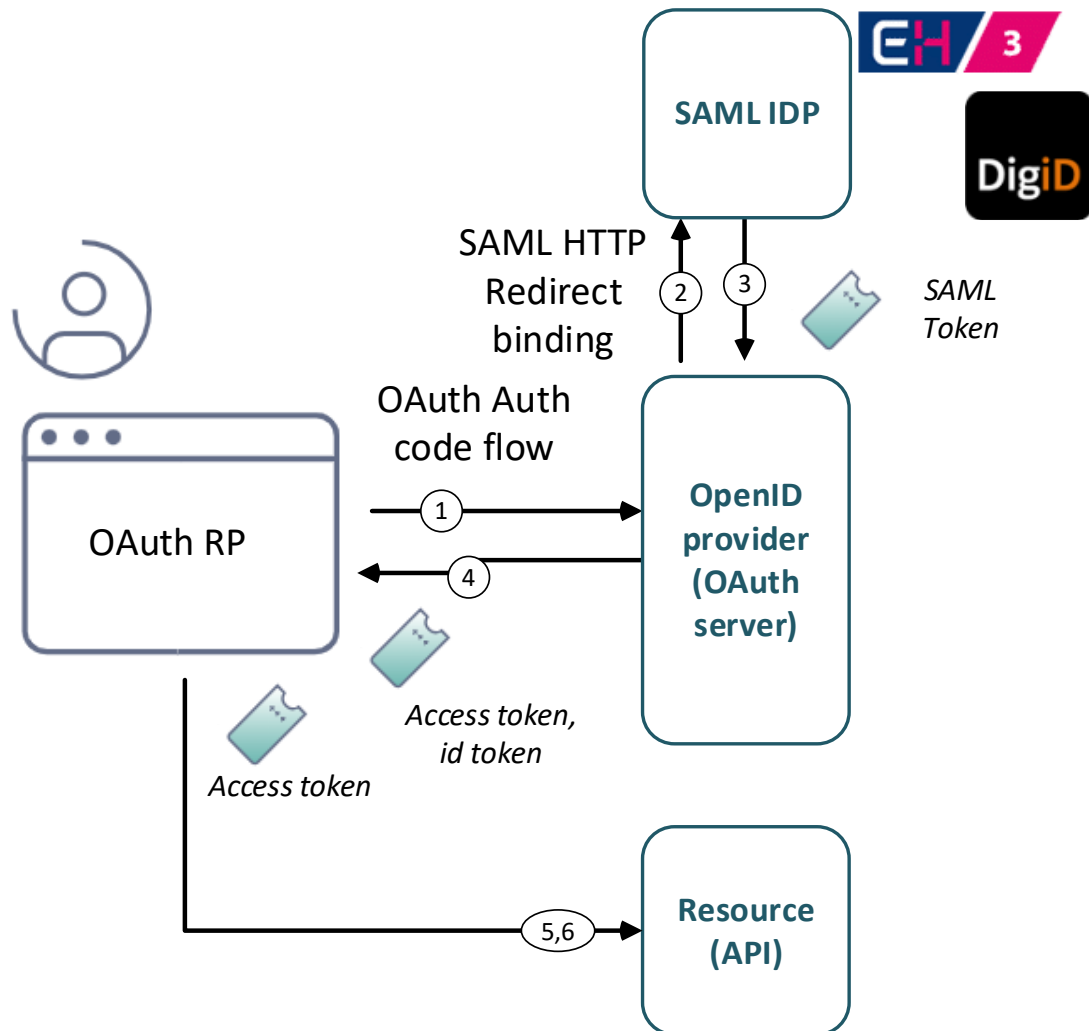 EH 3
SAML IDP
DigiD
SAML HTTP
Redirect
binding
2
3
SAML
Token
OAuth Auth
code flow
1
OAuth RP
4
OpenID
provider
(OAuth
server)
Access token,
id token
Access token
5,6
Resource
(API)